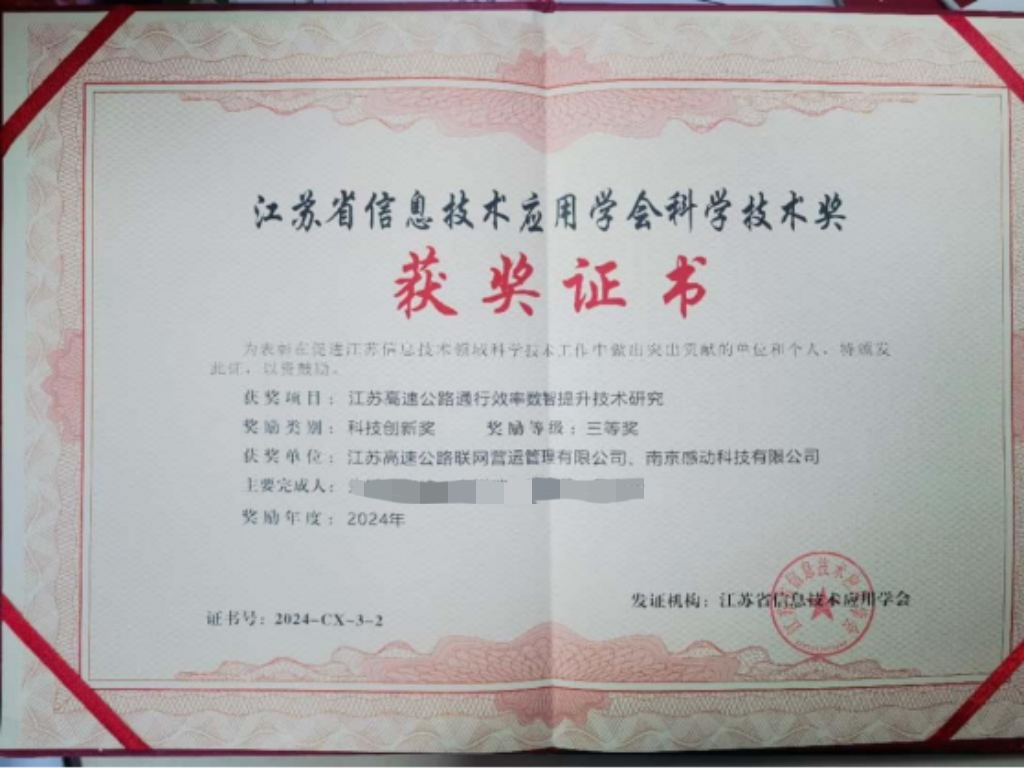 江苏省信息技术应用学会科学技术奖
获奖证书
为表彰在促进江苏信息技术领域科学技术工作中做出突出贡献的单位和个人，特颁发
此证，以资鼓励。
获奖项目：江苏高速公路通行效率数智提升技术研究
奖励类别：科技创新奖 奖励等级：三等奖
获奖单位：江苏高速公路联网营运管理有限公司、南京感动科技有限公司
主要完成人：
奖励年度：2024年
发证机构：江苏省信息技术应用学会
证书号：2024-CX-3-2